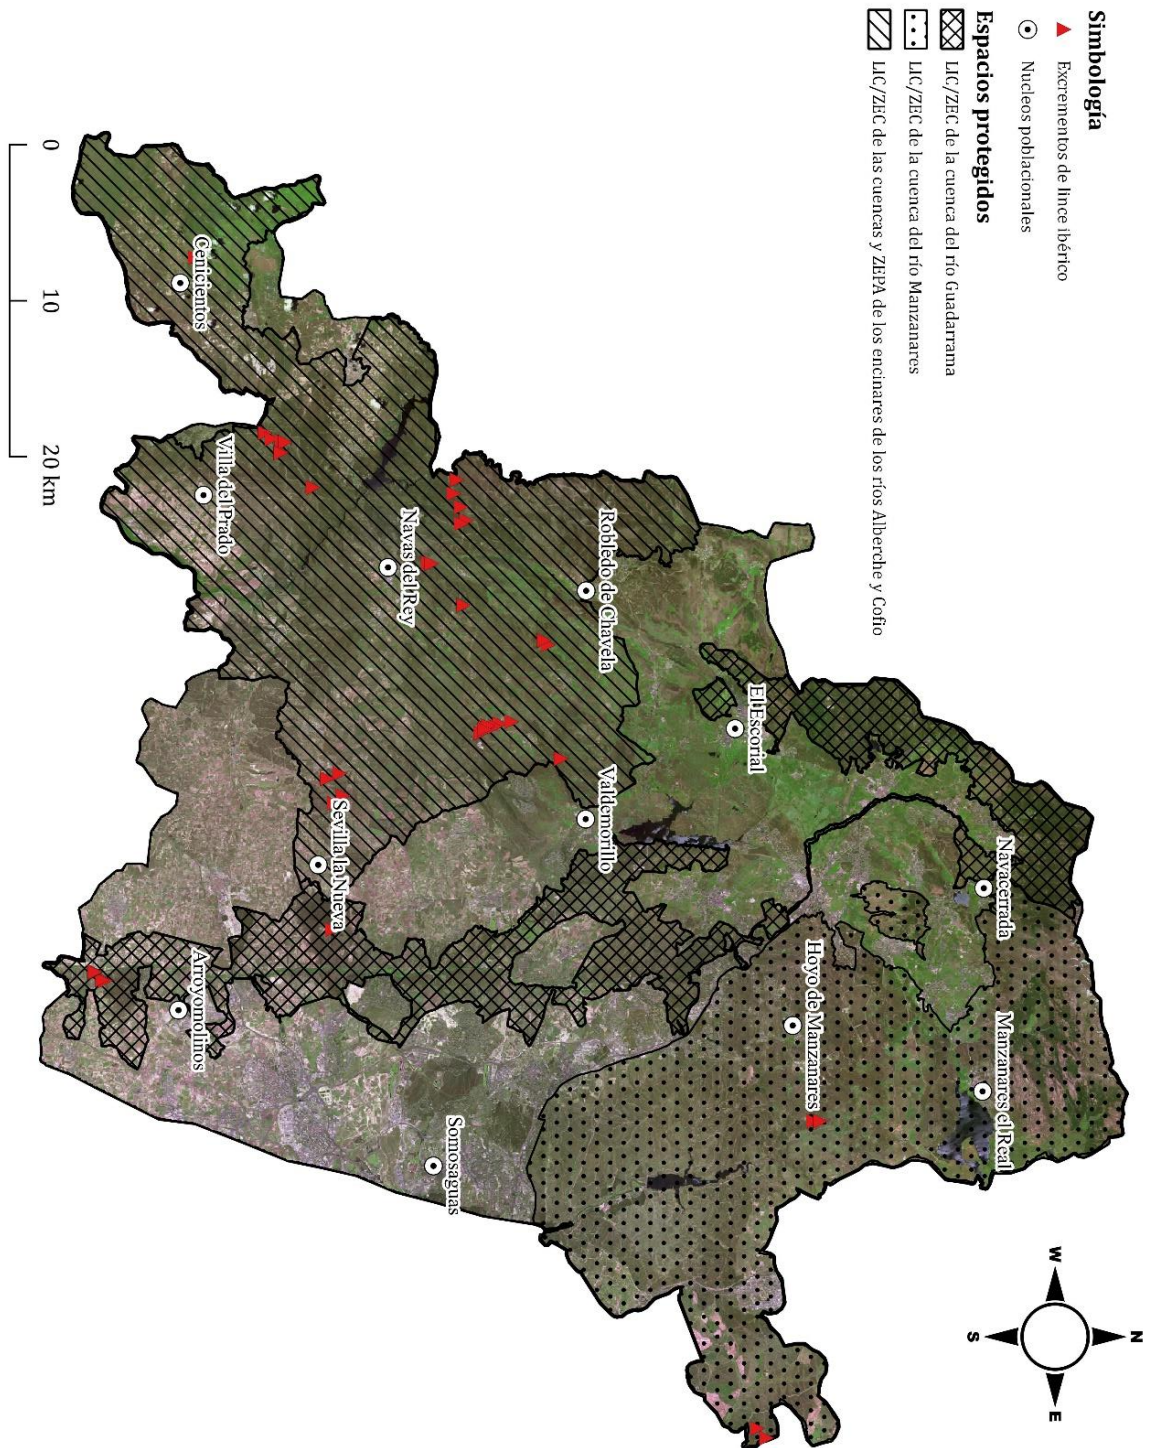 Simbología
Excrementos de lince ibérico
Nucleos poblacionales
Espacios protegidos
LIC/ZEC de la cuenca del río Guadarrama
LIC/ZEC de la cuenca del río Manzanares
LIC/ZEC de las cuencas y ZEPA de los encinares de los ríos Alberche y Cofio
N
W
E
S
Navacerrada
Manzanares el Real
Hoyo de Manzanares
El Escorial
Robledo de Chavela
Valdemorillo
Somosaguas
Navas del Rey
Sevilla la Nueva
Villa del Prado
Cenicientos
Arroyomolinos
0 10 20 km